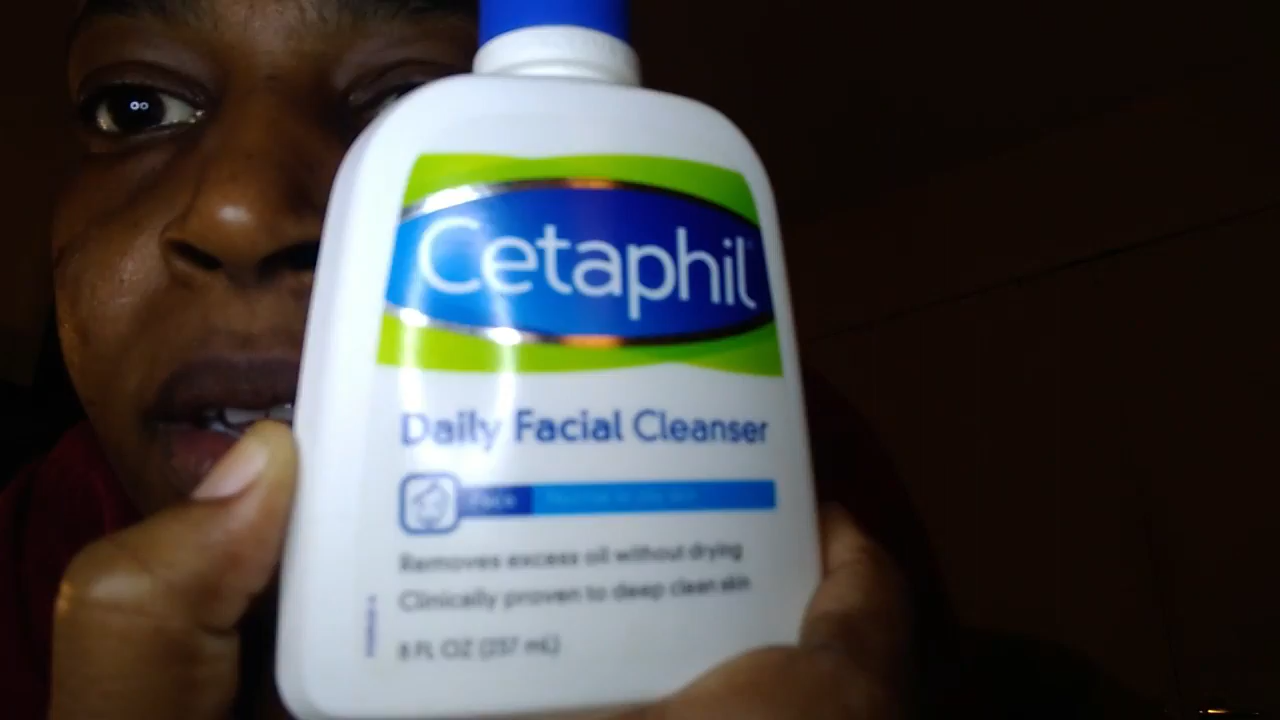 Cetaphil
Daily Facial Cleanser
Face
Removes excess oil without drying
Clinically proven to deep clean skin
8 FL OZ (237 mL)